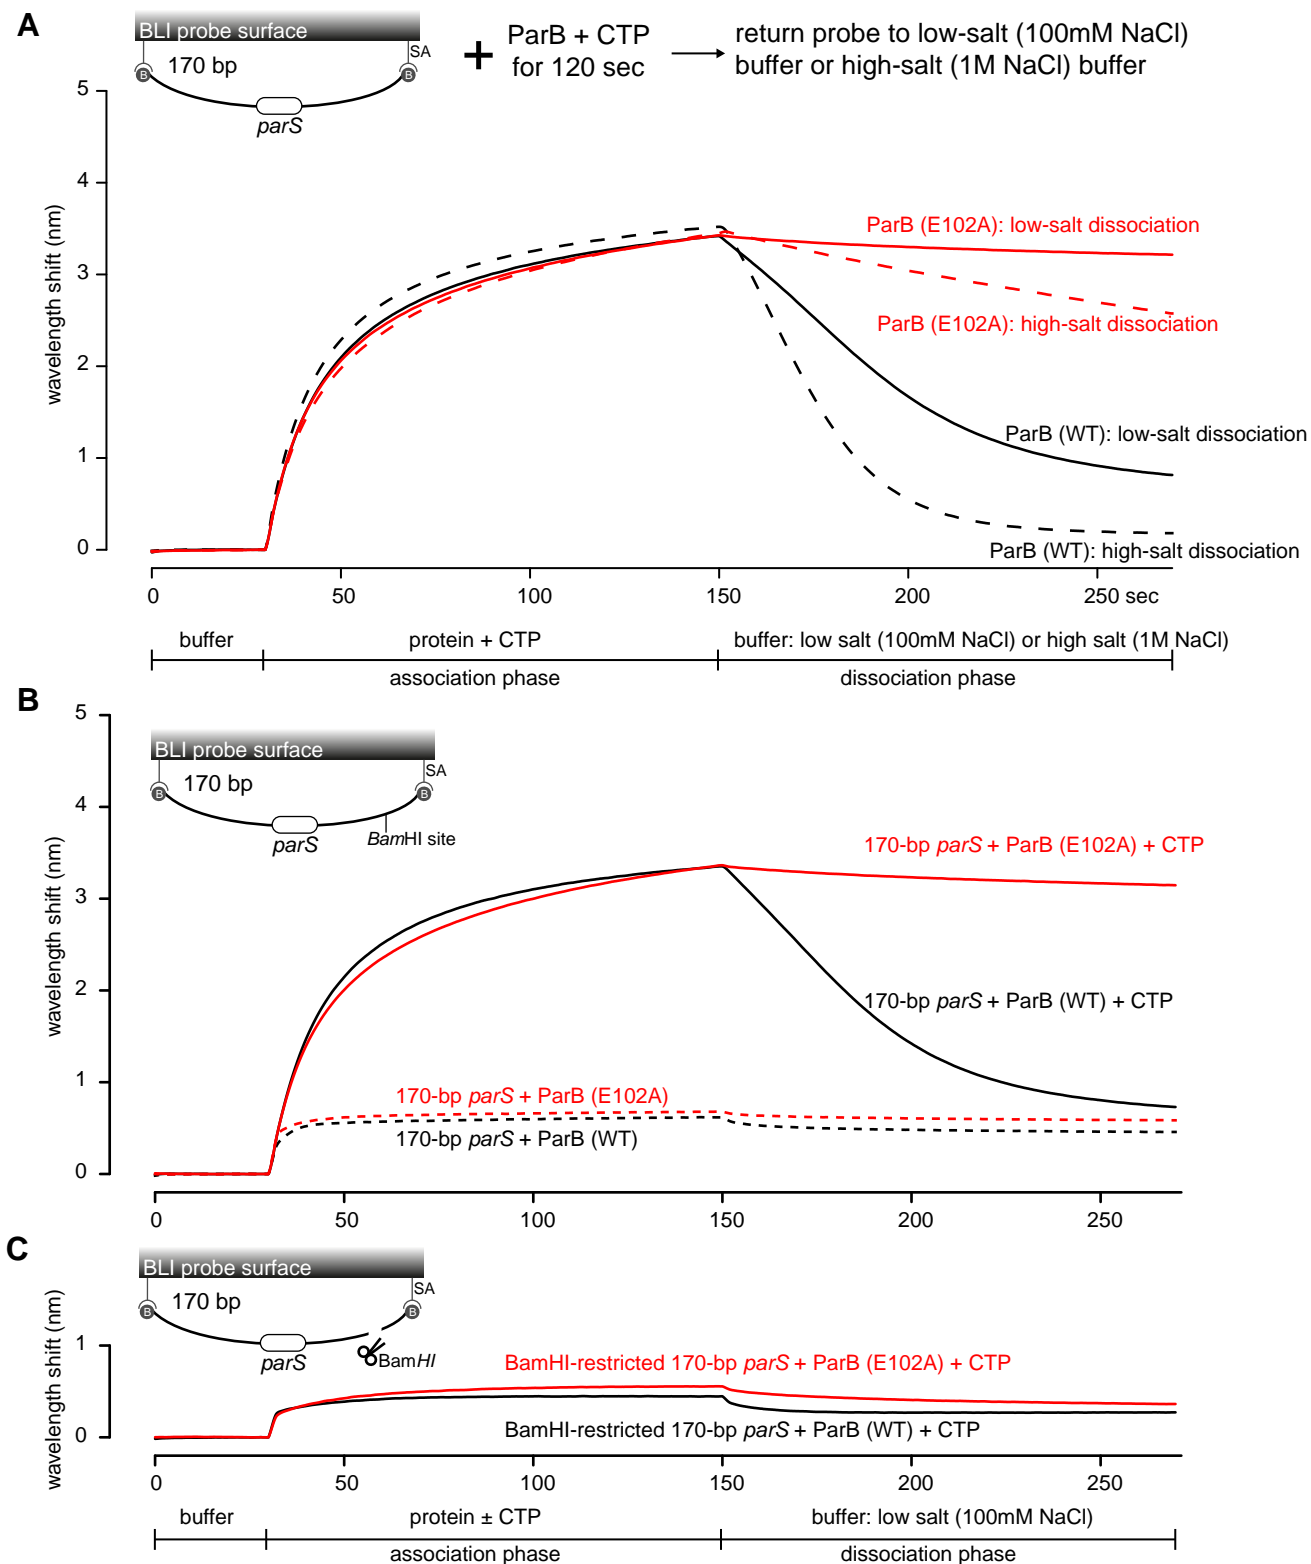 A
BLI probe surface
SA
B
B
170 bp
parS
+
ParB + CTP
for 120 sec
return probe to low-salt (100mM NaCl)
buffer or high-salt (1M NaCl) buffer
wavelength shift (nm)
5
4
3
2
1
0
ParB (E102A): low-salt dissociation
ParB (E102A): high-salt dissociation
ParB (WT): low-salt dissociation
ParB (WT): high-salt dissociation
0 50 100 150 200 250 sec
buffer
protein + CTP
buffer: low salt (100mM NaCl) or high salt (1M NaCl)
association phase
dissociation phase
B
BLI probe surface
SA
B
B
170 bp
parS
BamHI site
wavelength shift (nm)
5
4
3
2
1
0
170-bp parS + ParB (E102A) + CTP
170-bp parS + ParB (WT) + CTP
170-bp parS + ParB (E102A)
170-bp parS + ParB (WT)
0 50 100 150 200 250
C
BLI probe surface
SA
B
B
170 bp
parS
BamHI
wavelength shift (nm)
1
0
BamHI-restricted 170-bp parS + ParB (E102A) + CTP
BamHI-restricted 170-bp parS + ParB (WT) + CTP
0 50 100 150 200 250
buffer
protein ± CTP
buffer: low salt (100mM NaCl)
association phase
dissociation phase